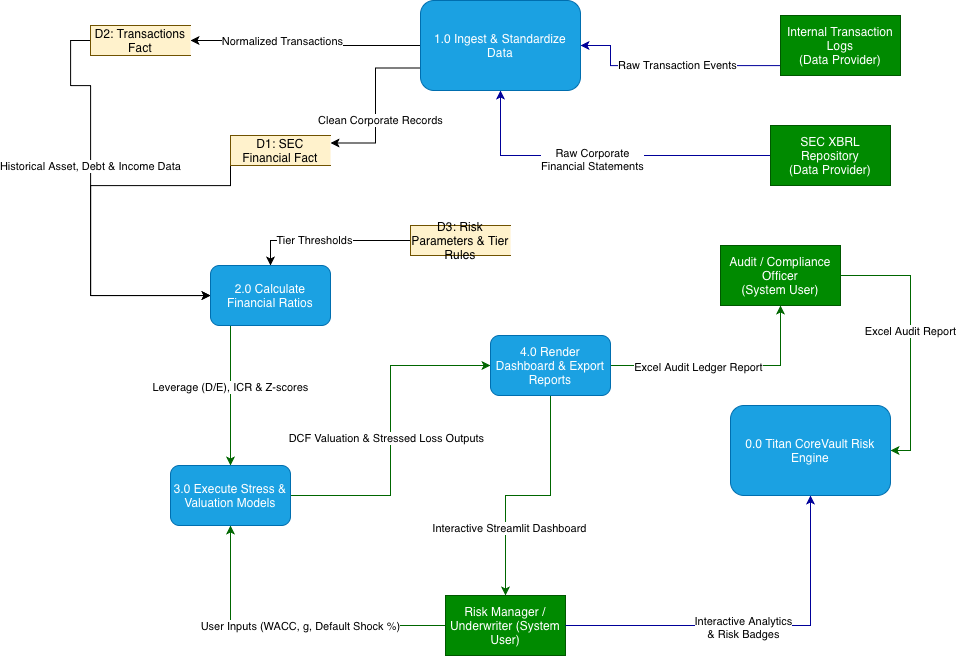 D2: Transactions
Fact
Normalized Transactions
1.0 Ingest & Standardize
Data
Internal Transaction
Logs
(Data Provider)
Raw Transaction Events
Clean Corporate Records
D1: SEC
Financial Fact
Raw Corporate
Financial Statements
SEC XBRL
Repository
(Data Provider)
Historical Asset, Debt & Income Data
D3: Risk
Parameters & Tier
Rules
Tier Thresholds
2.0 Calculate
Financial Ratios
Audit / Compliance
Officer
(System User)
Excel Audit Report
4.0 Render
Dashboard & Export
Reports
Excel Audit Ledger Report
Leverage (D/E), ICR & Z-scores
DCF Valuation & Stressed Loss Outputs
0.0 Titan CoreVault Risk
Engine
3.0 Execute Stress &
Valuation Models
Interactive Streamlit Dashboard
User Inputs (WACC, g, Default Shock %)
Risk Manager /
Underwriter (System
User)
Interactive Analytics
& Risk Badges